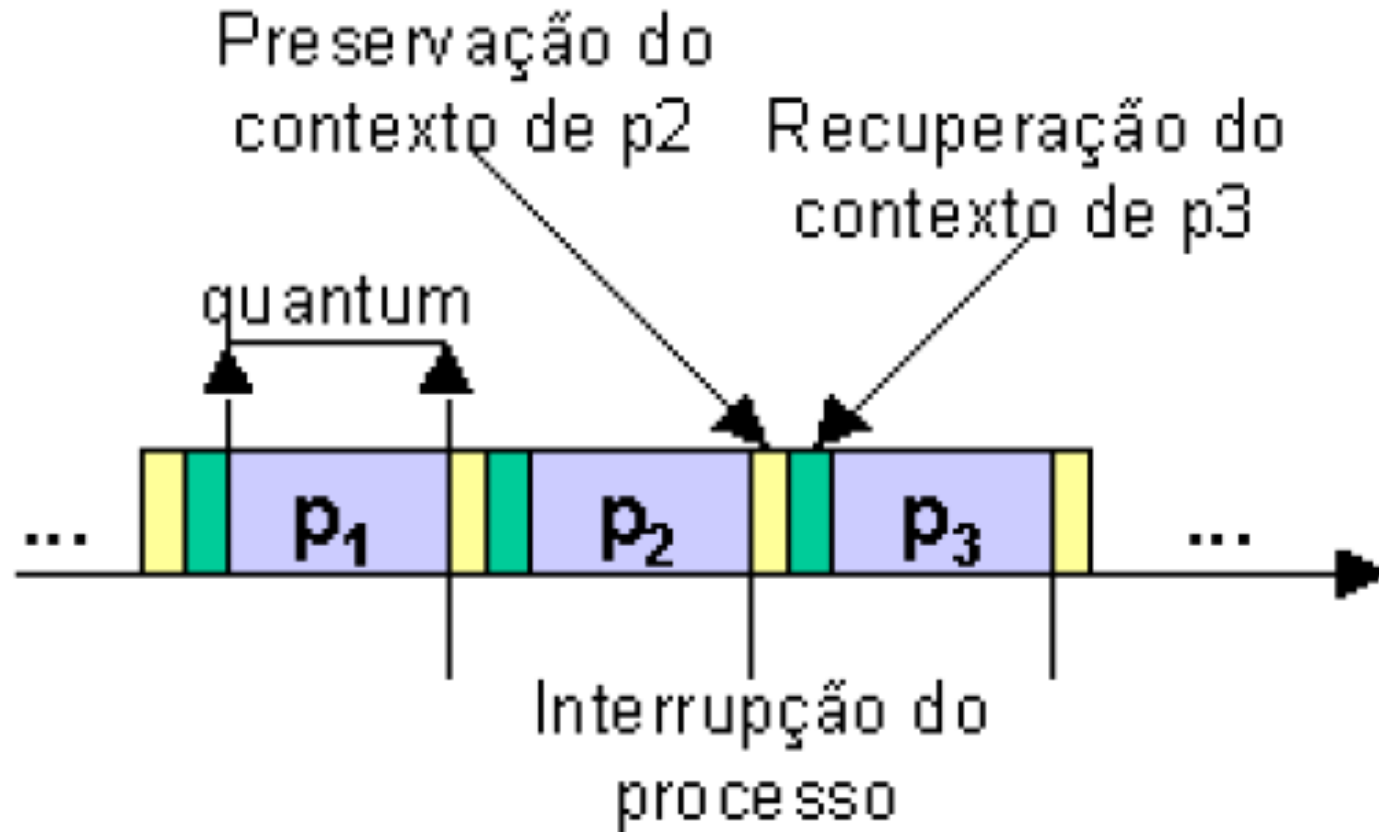 Preservação do
contexto de p2
Recuperação do
contexto de p3
quantum
... p₁ p₂ p₃ ...
Interrupção do
processo